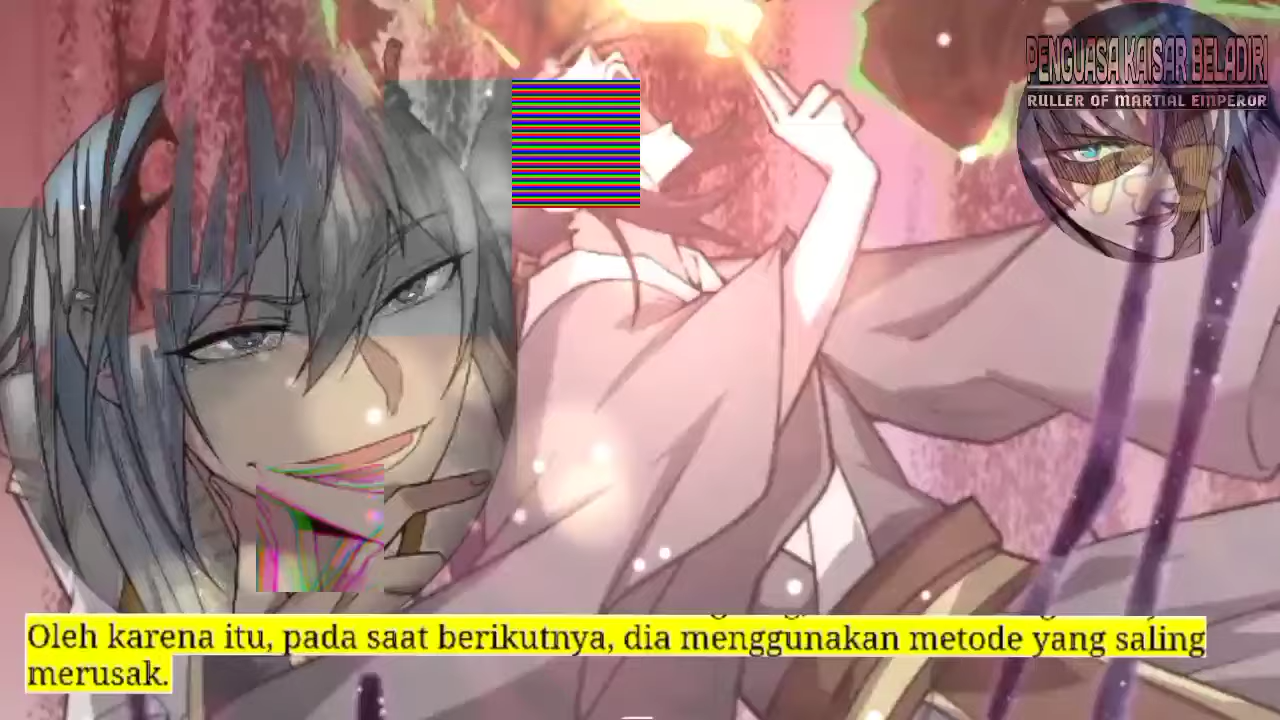 PENGUASA KAISAR BELADIRI
RULLER OF MARTIAL EMPEROR
Oleh karena itu, pada saat berikutnya, dia menggunakan metode yang saling
merusak.